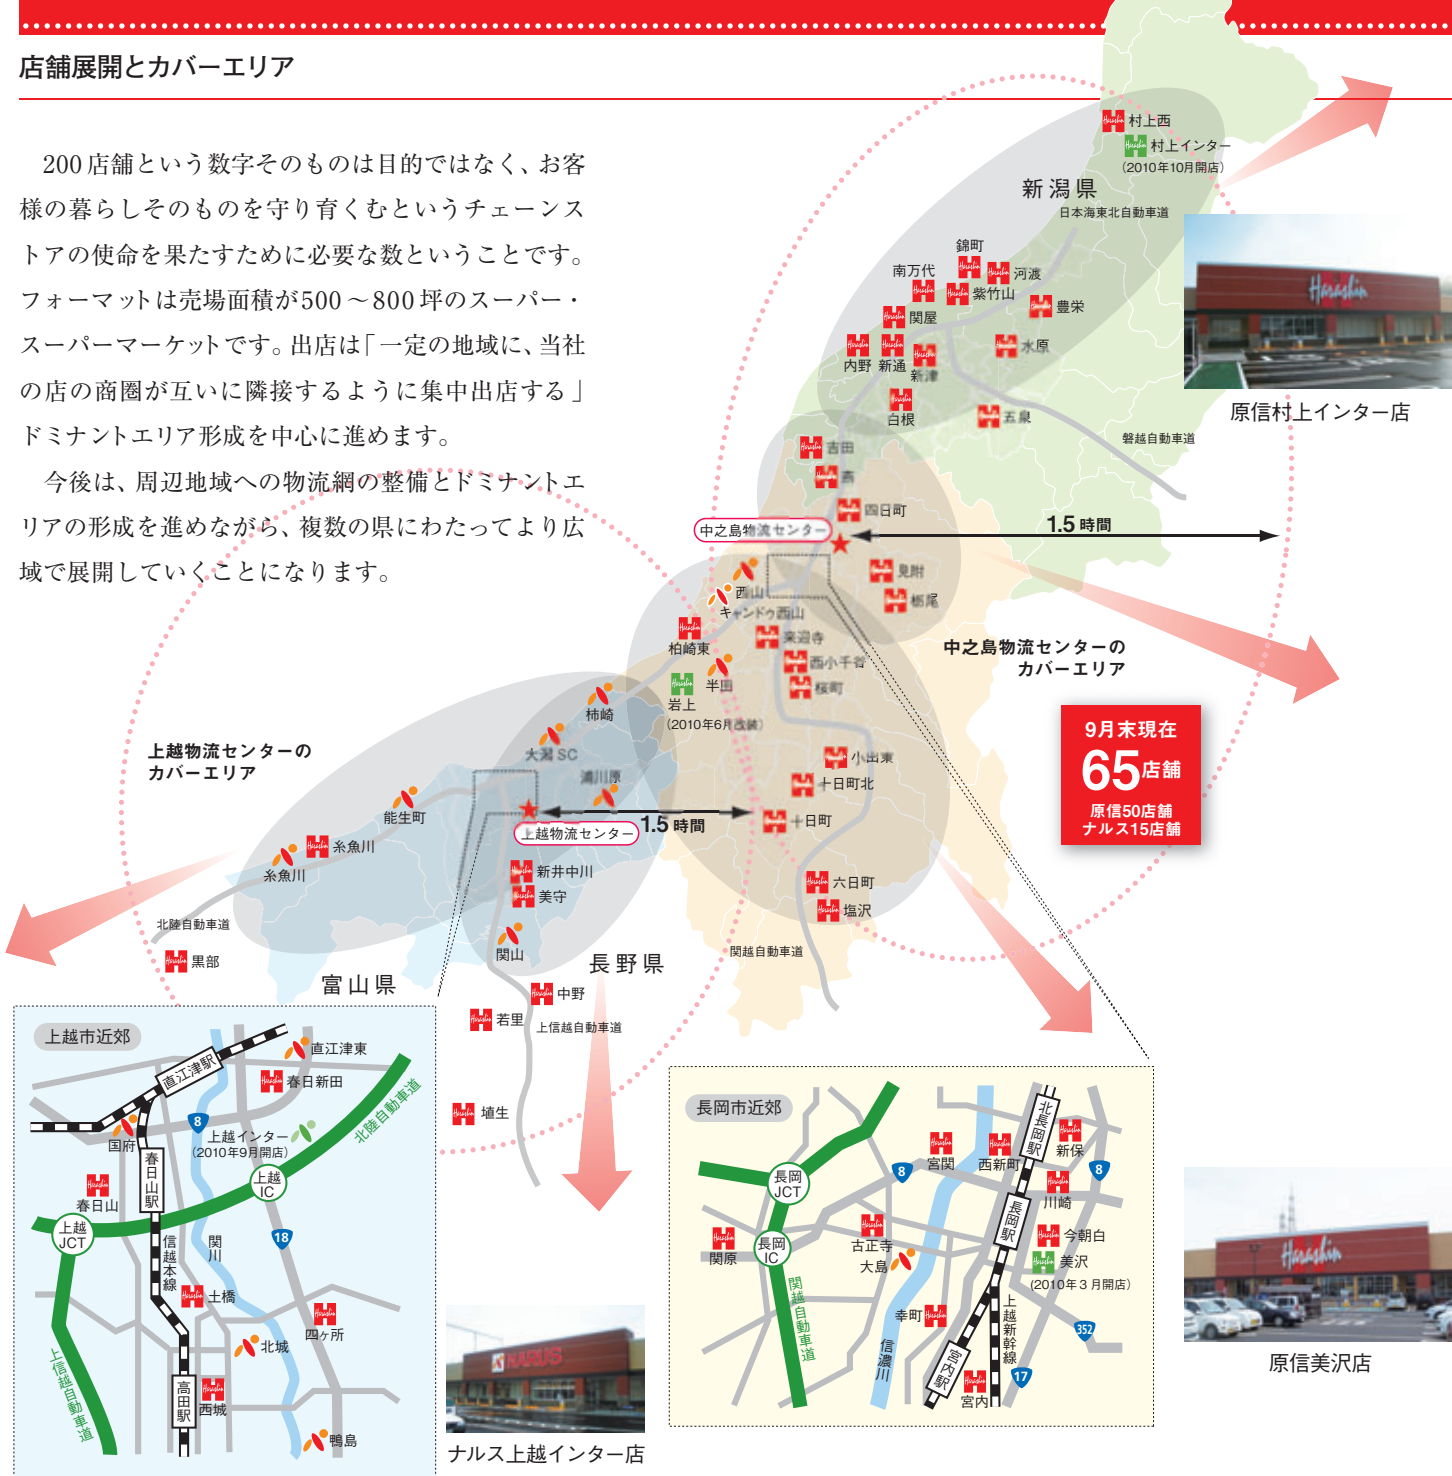 店舗展開とカバーエリア
200店舗という数字そのものは目的ではなく、お客
様の暮らしそのものを守り育くむというチェーンス
トアの使命を果たすために必要な数ということです。
フォーマットは売場面積が500～800坪のスーパー・
スーパーマーケットです。出店は「一定の地域に、当社
の店の商圏が互いに隣接するように集中出店する」
ドミナントエリア形成を中心に進めます。
今後は、周辺地域への物流網の整備とドミナントエ
リアの形成を進めながら、複数の県にわたってより広
域で展開していくことになります。
村上西
村上インター
(2010年10月開店)
新潟県
日本海東北自動車道
錦町
南万代
河渡
紫竹山
豊栄
関屋
内野
新通
新津
水原
白根
五泉
磐越自動車道
原信村上インター店
吉田
燕
四日町
中之島物流センター
1.5 時間
見附
栃尾
西山
キャンドゥ西山
来迎寺
柏崎東
西小千谷
半田
桜町
岩上
(2010年6月改装)
中之島物流センターの
カバーエリア
9月末現在
65店舗
原信50店舗
ナルス15店舗
柿崎
大潟 SC
浦川原
上越物流センターの
カバーエリア
小出東
十日町北
十日町
能生町
1.5 時間
上越物流センター
糸魚川
糸魚川
新井中川
美守
六日町
塩沢
北陸自動車道
黒部
関山
関越自動車道
富山県
長野県
中野
若里
上信越自動車道
埴生
上越市近郊
直江津駅
直江津東
春日新田
北陸自動車道
8
国府
上越インター
(2010年9月開店)
春日山駅
上越
IC
春日山
上越
JCT
信越本線
関川
18
土橋
四ヶ所
北城
上信越自動車道
高田駅
西城
鴨島
HARUS
ナルス上越インター店
長岡市近郊
北長岡駅
宮関
西新町
新保
8
8
長岡
JCT
川崎
長岡駅
関原
長岡
IC
古正寺
大島
今朝白
美沢
(2010年3月開店)
関越自動車道
幸町
信濃川
上越新幹線
352
宮内駅
17
宮内
Harashin
原信美沢店